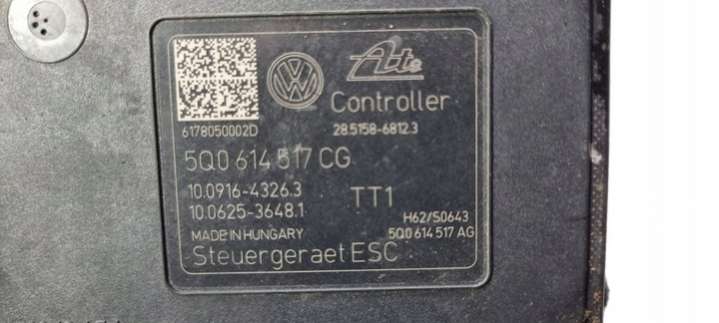 VW Ate
Controller
6178050002D 28.5158-6812.3
5Q0 614 517 CG
10.0916-4326.3 TT1
10.0625-3648.1 H62/S0643
MADE IN HUNGARY 5Q0 614 517 AG
Steuergeraet ESC